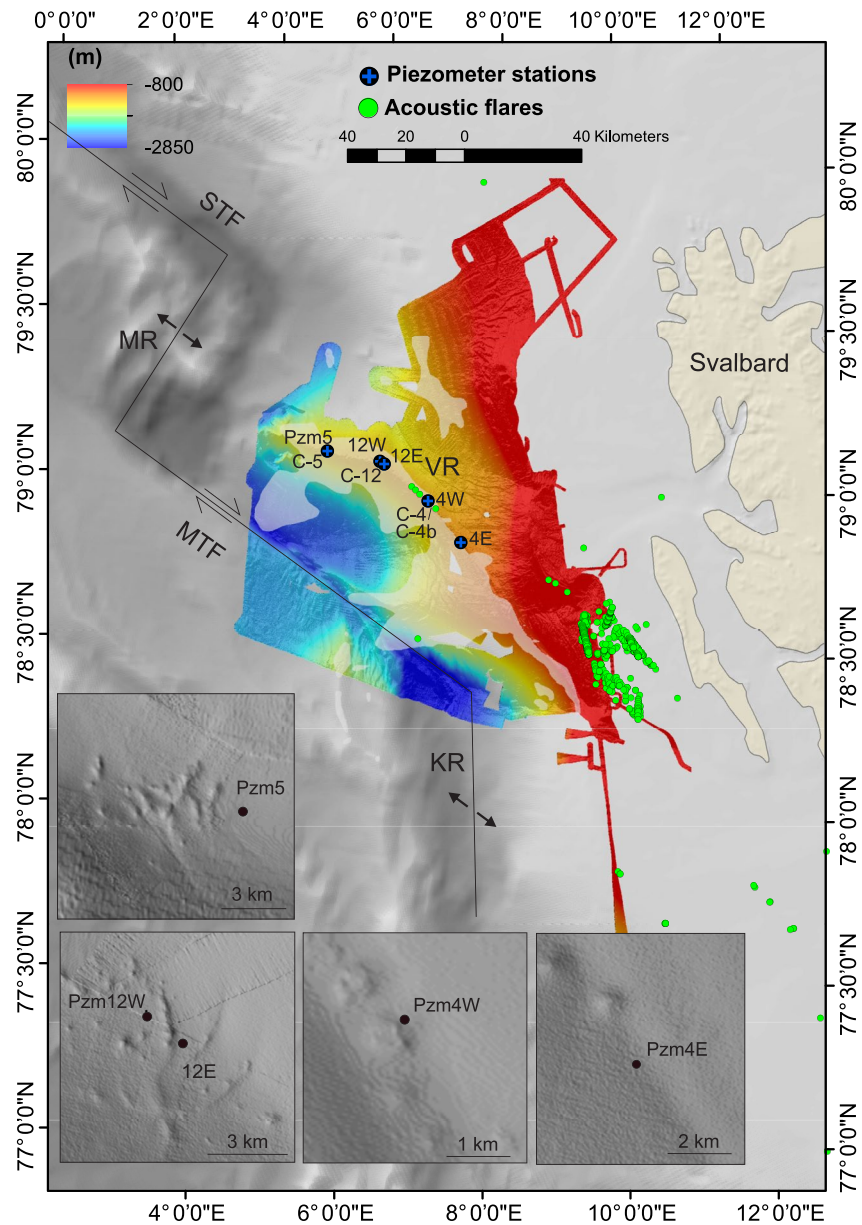 0°0'0"E
2°0'0"E
4°0'0"E
6°0'0"E
8°0'0"E
10°0'0"E
12°0'0"E
(m)
-800
-2850
Piezometer stations
Acoustic flares
40
20
0
40 Kilometers
80°0'0"N
80°0'0"N
STF
79°30'0"N
79°30'0"N
MR
Svalbard
Pzm5
12W
12E
VR
C-5
C-12
79°0'0"N
79°0'0"N
4W
C-4/
C-4b
4E
MTF
78°30'0"N
78°30'0"N
KR
Pzm5
3 km
78°0'0"N
78°0'0"N
77°30'0"N
77°30'0"N
Pzm12W
12E
3 km
Pzm4W
1 km
Pzm4E
2 km
77°0'0"N
77°0'0"N
4°0'0"E
6°0'0"E
8°0'0"E
10°0'0"E
12°0'0"E